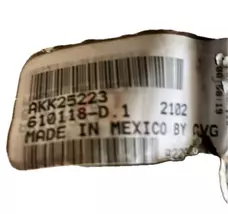 AKK25223
610118-D.1 2102
MADE IN MEXICO BY CVG